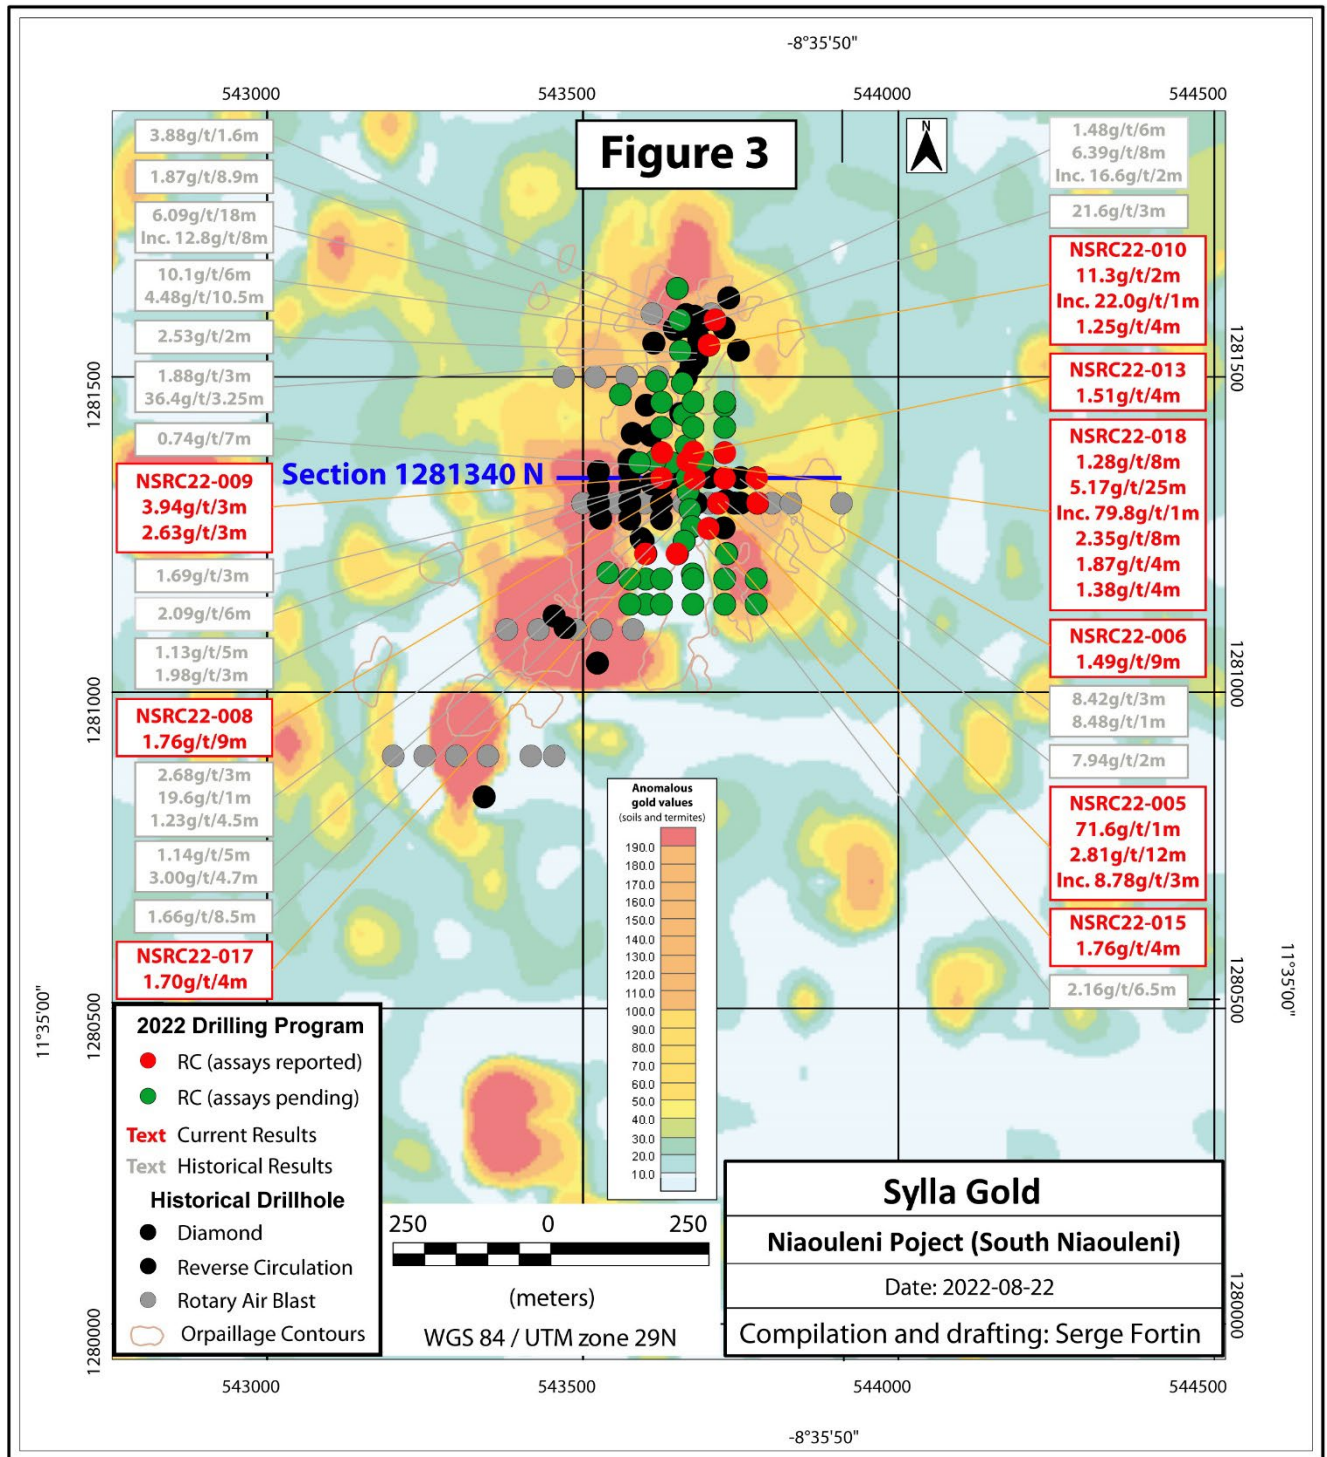 -8°35'50"
543000
543500
544000
544500
Figure 3
N
3.88g/t/1.6m
1.87g/t/8.9m
6.09g/t/18m
Inc. 12.8g/t/8m
10.1g/t/6m
4.48g/t/10.5m
2.53g/t/2m
1.88g/t/3m
36.4g/t/3.25m
0.74g/t/7m
NSRC22-009
3.94g/t/3m
2.63g/t/3m
1.69g/t/3m
2.09g/t/6m
1.13g/t/5m
1.98g/t/3m
NSRC22-008
1.76g/t/9m
2.68g/t/3m
19.6g/t/1m
1.23g/t/4.5m
1.14g/t/5m
3.00g/t/4.7m
1.66g/t/8.5m
NSRC22-017
1.70g/t/4m
Section 1281340 N
1.48g/t/6m
6.39g/t/8m
Inc. 16.6g/t/2m
21.6g/t/3m
NSRC22-010
11.3g/t/2m
Inc. 22.0g/t/1m
1.25g/t/4m
NSRC22-013
1.51g/t/4m
NSRC22-018
1.28g/t/8m
5.17g/t/25m
Inc. 79.8g/t/1m
2.35g/t/8m
1.87g/t/4m
1.38g/t/4m
NSRC22-006
1.49g/t/9m
8.42g/t/3m
8.48g/t/1m
7.94g/t/2m
NSRC22-005
71.6g/t/1m
2.81g/t/12m
Inc. 8.78g/t/3m
NSRC22-015
1.76g/t/4m
2.16g/t/6.5m
1281500
1281000
1280500
1280000
1281500
1281000
1280500
1280000
11°35'00"
11°35'00"
Anomalous
gold values
(soils and termites)
190.0
180.0
170.0
160.0
150.0
140.0
130.0
120.0
110.0
100.0
90.0
80.0
70.0
60.0
50.0
40.0
30.0
20.0
10.0
2022 Drilling Program
RC (assays reported)
RC (assays pending)
Text Current Results
Text Historical Results
Historical Drillhole
Diamond
Reverse Circulation
Rotary Air Blast
Orpaillage Contours
250 0 250
(meters)
WGS 84 / UTM zone 29N
Sylla Gold
Niaouleni Poject (South Niaouleni)
Date: 2022-08-22
Compilation and drafting: Serge Fortin
543000
543500
544000
544500
-8°35'50"